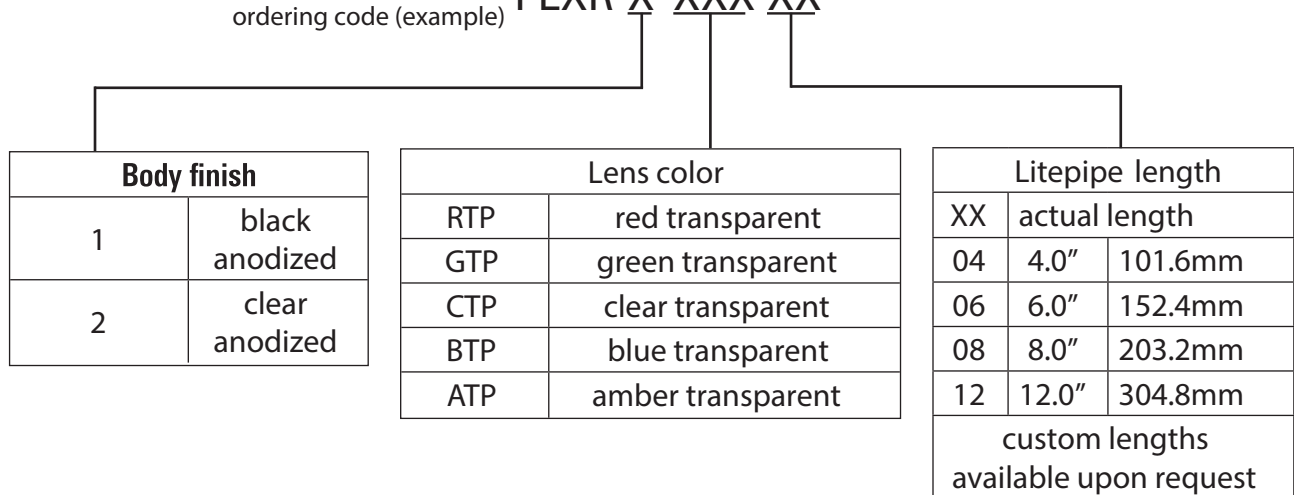 ordering code (example) X XXX XX
Body finish
1 black
anodized
2 clear
anodized
Lens color
RTP red transparent
GTP green transparent
CTP clear transparent
BTP blue transparent
ATP amber transparent
Litepipe length
XX actual length
04 4.0” 101.6mm
06 6.0” 152.4mm
08 8.0” 203.2mm
12 12.0” 304.8mm
custom lengths
available upon request